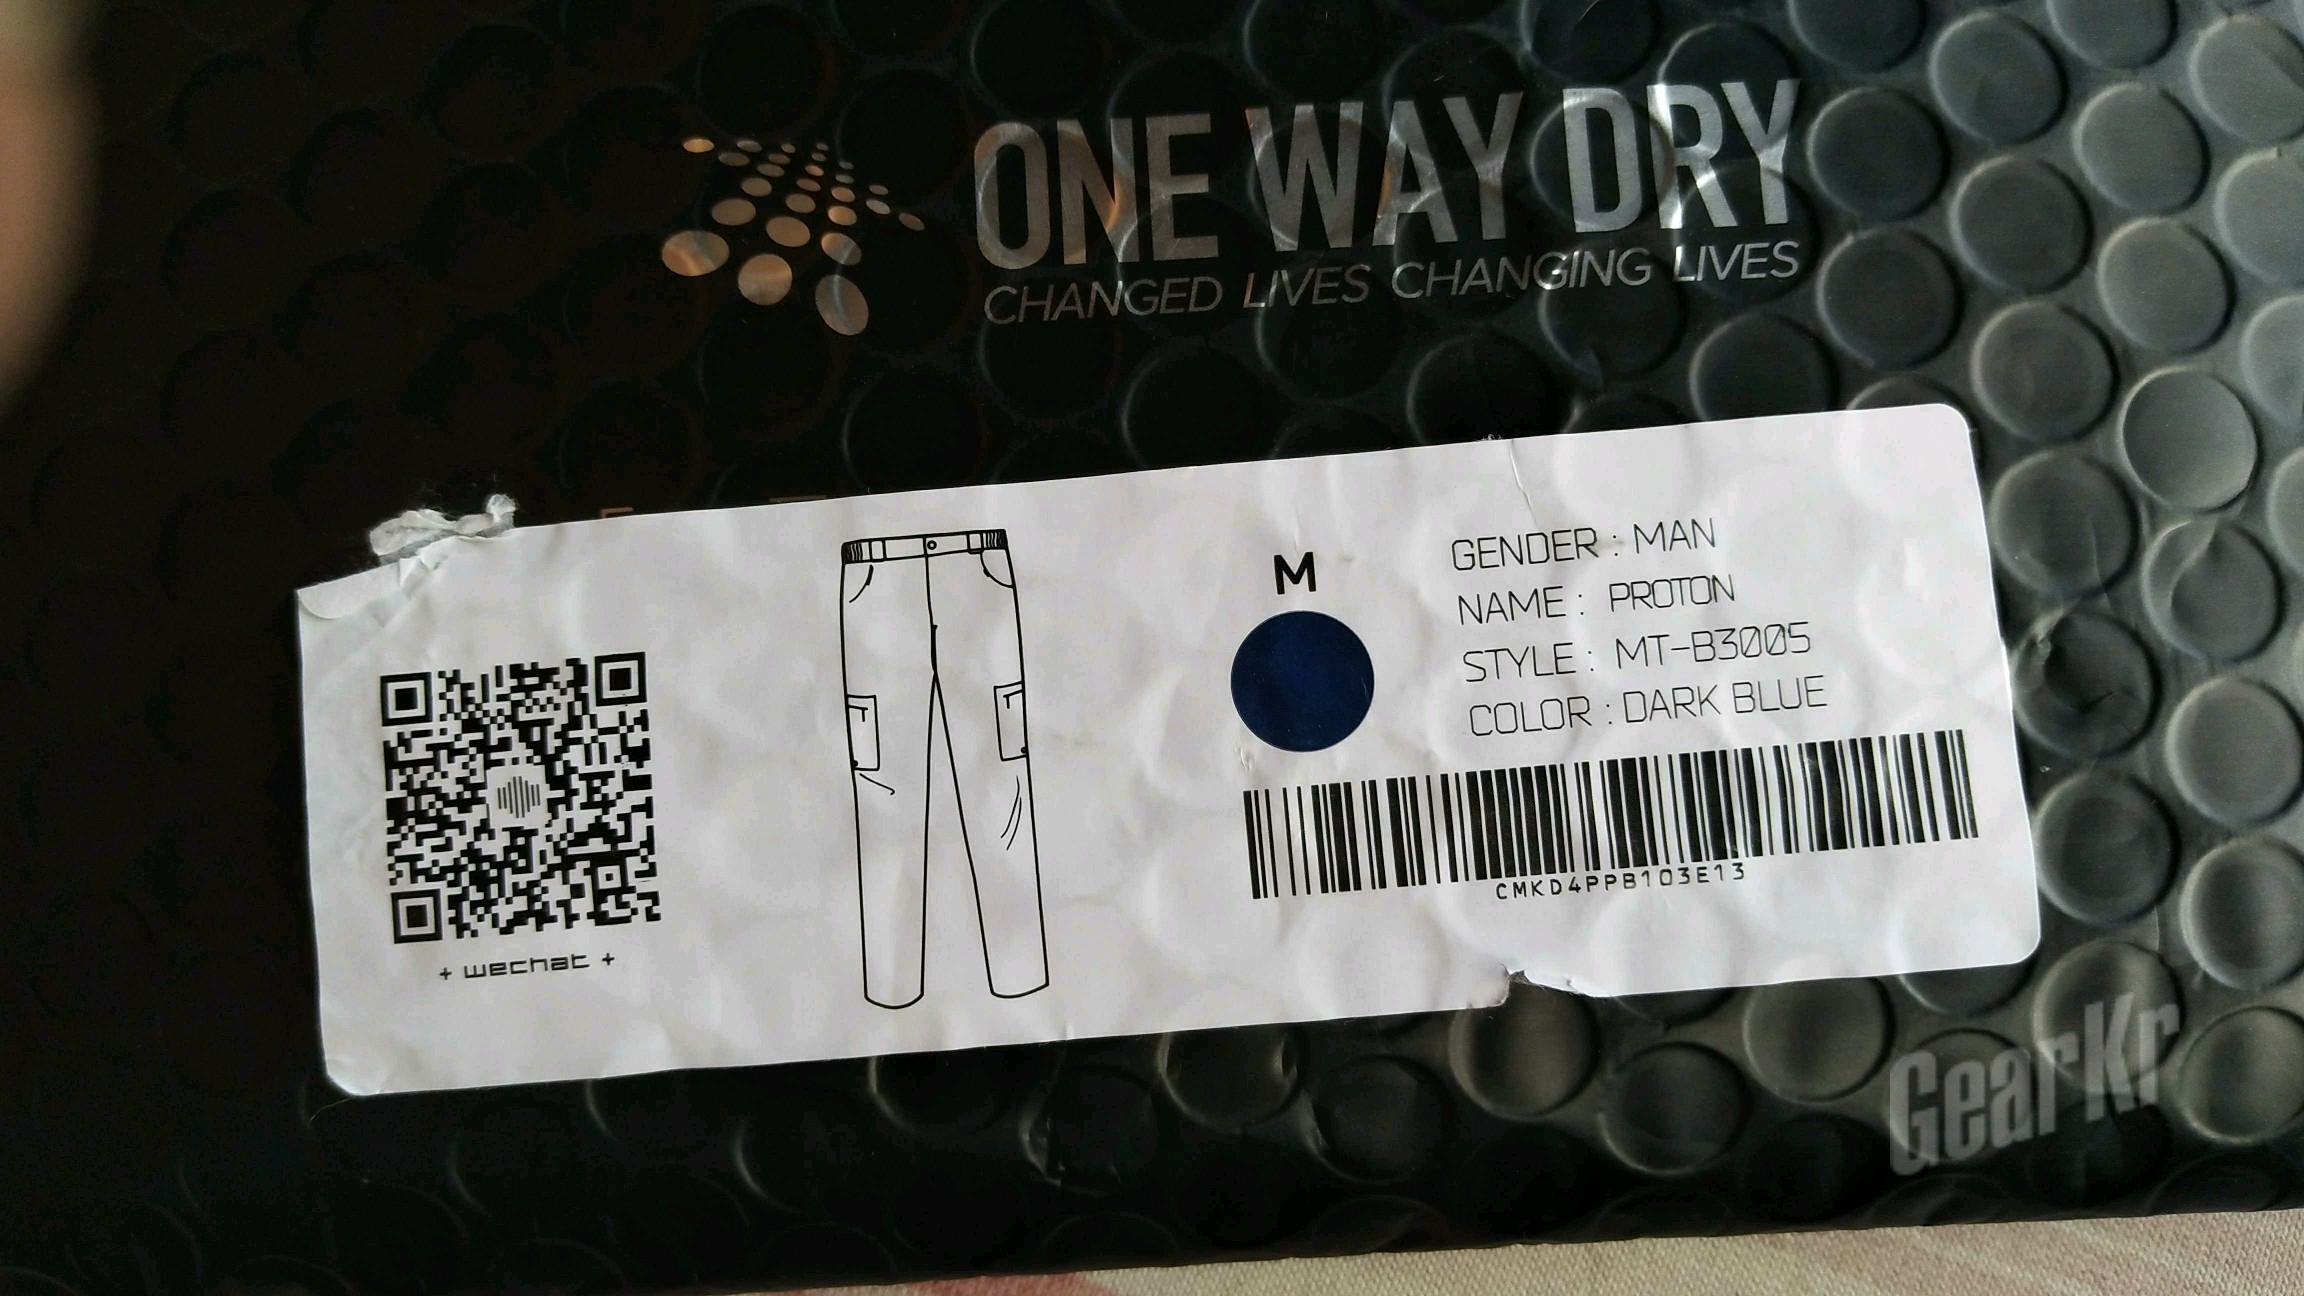 ONE WAY DRY
CHANGED LIVES CHANGING LIVES
M
GENDER : MAN
NAME : PROTON
STYLE : MT-B3005
COLOR : DARK BLUE
CMKD4PPB103E13
+ wechat +
GearKr